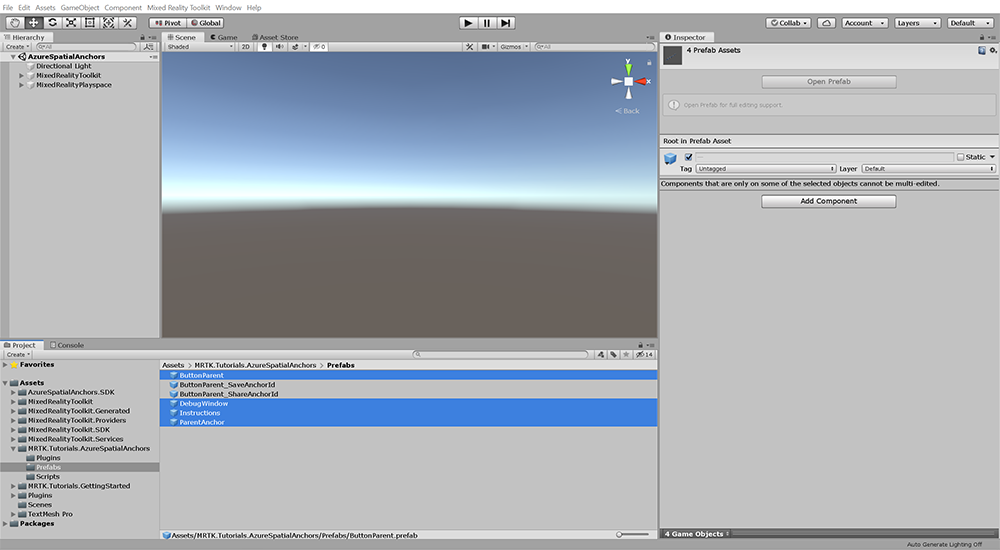 File Edit Assets GameObject Component Mixed Reality Toolkit Window Help
Pivot Global Collab Account Layers Default
Hierarchy
Create All
AzureSpatialAnchors
Directional Light
MixedRealityToolkit
MixedRealityPlayspace
Scene Game Asset Store
Shaded 2D 0 Gizmos All
y
x
Back
Inspector
4 Prefab Assets
Open Prefab
Open Prefab for full editing support.
Root in Prefab Asset
Static
Tag Untagged Layer Default
Components that are only on some of the selected objects cannot be multi-edited.
Add Component
4 Game Objects
Project Console
Create 14
Favorites
Assets
AzureSpatialAnchors.SDK
MixedRealityToolkit
MixedRealityToolkit.Generated
MixedRealityToolkit.Providers
MixedRealityToolkit.SDK
MixedRealityToolkit.Services
MRTK.Tutorials.AzureSpatialAnchors
Plugins
Prefabs
Scripts
MRTK.Tutorials.GettingStarted
Plugins
Scenes
TextMesh Pro
Packages
Assets > MRTK.Tutorials.AzureSpatialAnchors > Prefabs
ButtonParent
ButtonParent_SaveAnchorId
ButtonParent_ShareAnchorId
DebugWindow
Instructions
ParentAnchor
Assets/MRTK.Tutorials.AzureSpatialAnchors/Prefabs/ButtonParent.prefab
Auto Generate Lighting Off